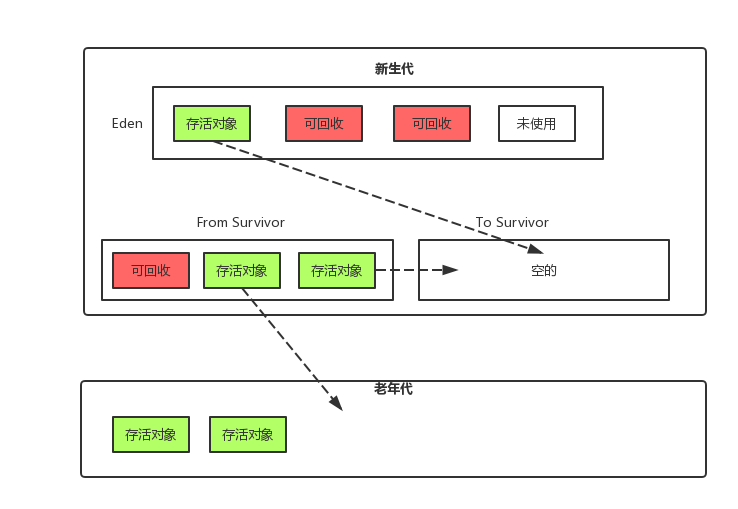 新生代
Eden
存活对象
可回收
可回收
未使用
From Survivor
To Survivor
可回收
存活对象
存活对象
空的
老年代
存活对象
存活对象